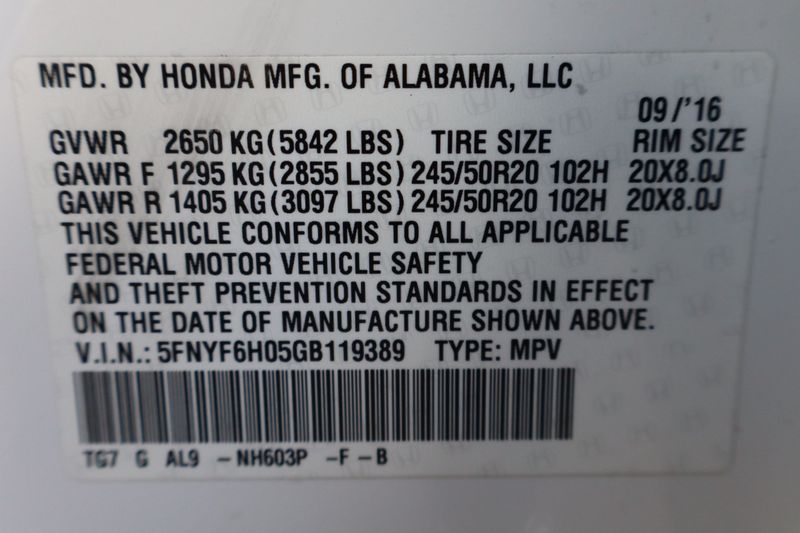 MFD. BY HONDA MFG. OF ALABAMA, LLC
09/'16
GVWR 2650 KG (5842 LBS) TIRE SIZE RIM SIZE
GAWR F 1295 KG (2855 LBS) 245/50R20 102H 20X8.0J
GAWR R 1405 KG (3097 LBS) 245/50R20 102H 20X8.0J
THIS VEHICLE CONFORMS TO ALL APPLICABLE
FEDERAL MOTOR VEHICLE SAFETY
AND THEFT PREVENTION STANDARDS IN EFFECT
ON THE DATE OF MANUFACTURE SHOWN ABOVE.
V.I.N.: 5FNYF6H05GB119389 TYPE: MPV
TG7 G AL9 -NH603P -F -B